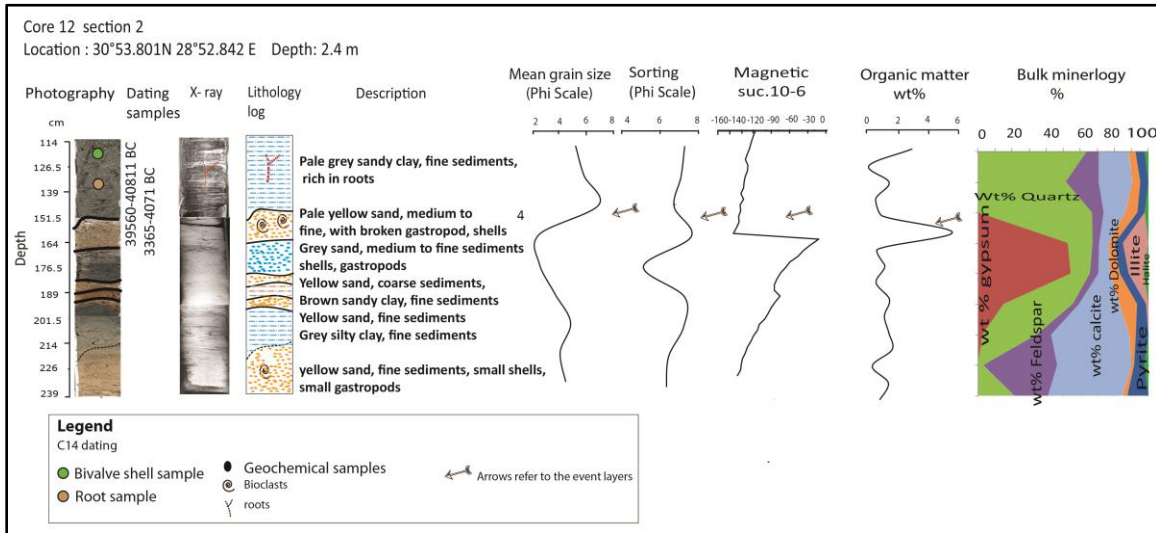 Core 12 section 2
Location : 30°53.801N 28°52.842 E Depth: 2.4 m
Photography
Dating samples
X- ray
Lithology log
Description
Mean grain size (Phi Scale)
Sorting (Phi Scale)
Magnetic suc.10-6
Organic matter wt%
Bulk minerlogy %
cm
2 4 6 8
4 4 6 8
-160 -140 -120 -90 -60 -30 0
0 2 4 6
0 20 40 60 80 100
Depth
114
126.5
139
151.5
164
176.5
189
201.5
214
226
239
39560-40811 BC
3365-4071 BC
Pale grey sandy clay, fine sediments,
rich in roots
Pale yellow sand, medium to
fine, with broken gastropod, shells
4
Grey sand, medium to fine sediments
shells, gastropods
Yellow sand, coarse sediments,
Brown sandy clay, fine sediments
Yellow sand, fine sediments
Grey silty clay, fine sediments
yellow sand, fine sediments, small shells,
small gastropods
wt % gypsum
Wt% Quartz
wt% Feldspar
wt% calcite
wt% Dolomite
Illite
Halite
Pyrite
Legend
C14 dating
Bivalve shell sample
Root sample
Geochemical samples
Bioclasts
roots
Arrows refer to the event layers